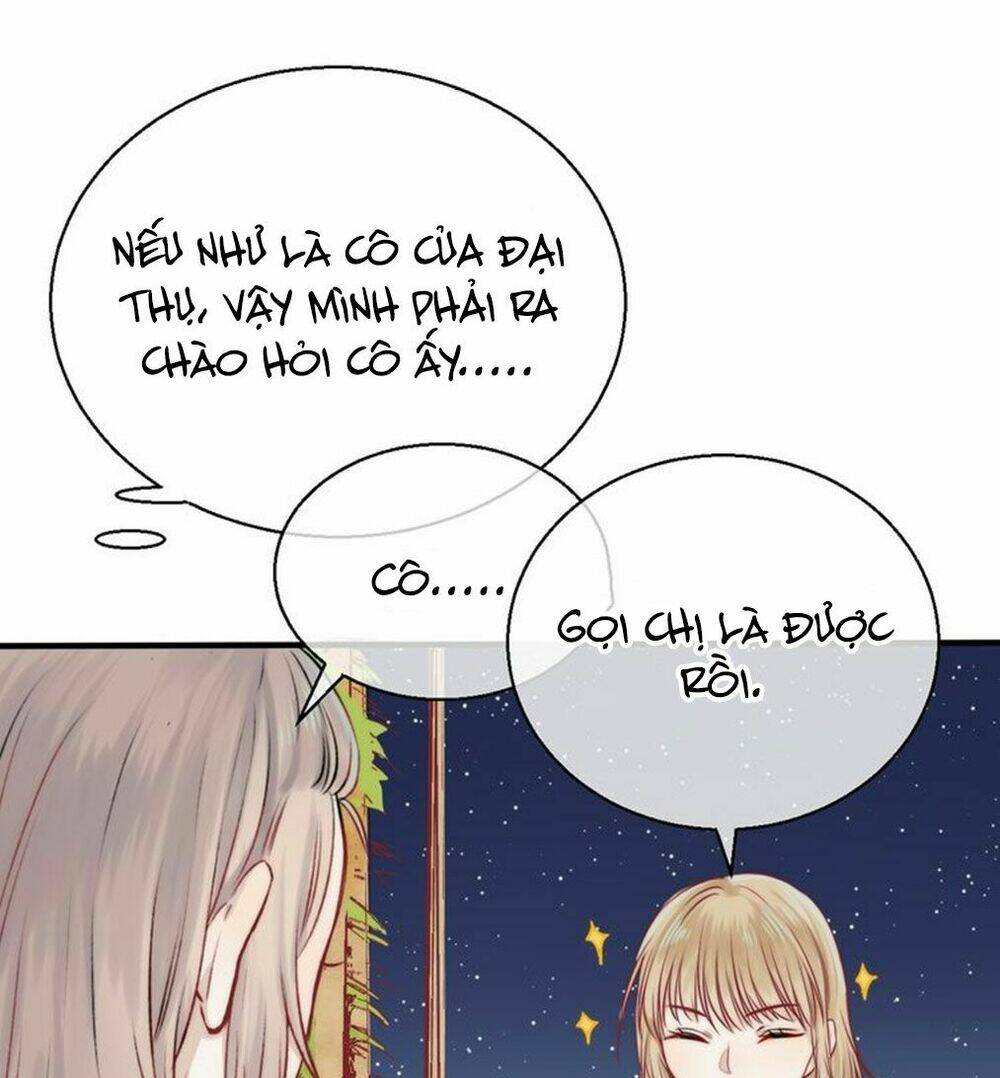 NẾU NHƯ LÀ CÔ CỦA ĐẠI
THỤ, VẬY MÌNH PHẢI RA
CHÀO HỎI CÔ ẤY.....
CÔ.....
GỌI CHỊ LÀ ĐƯỢC
RỒI.